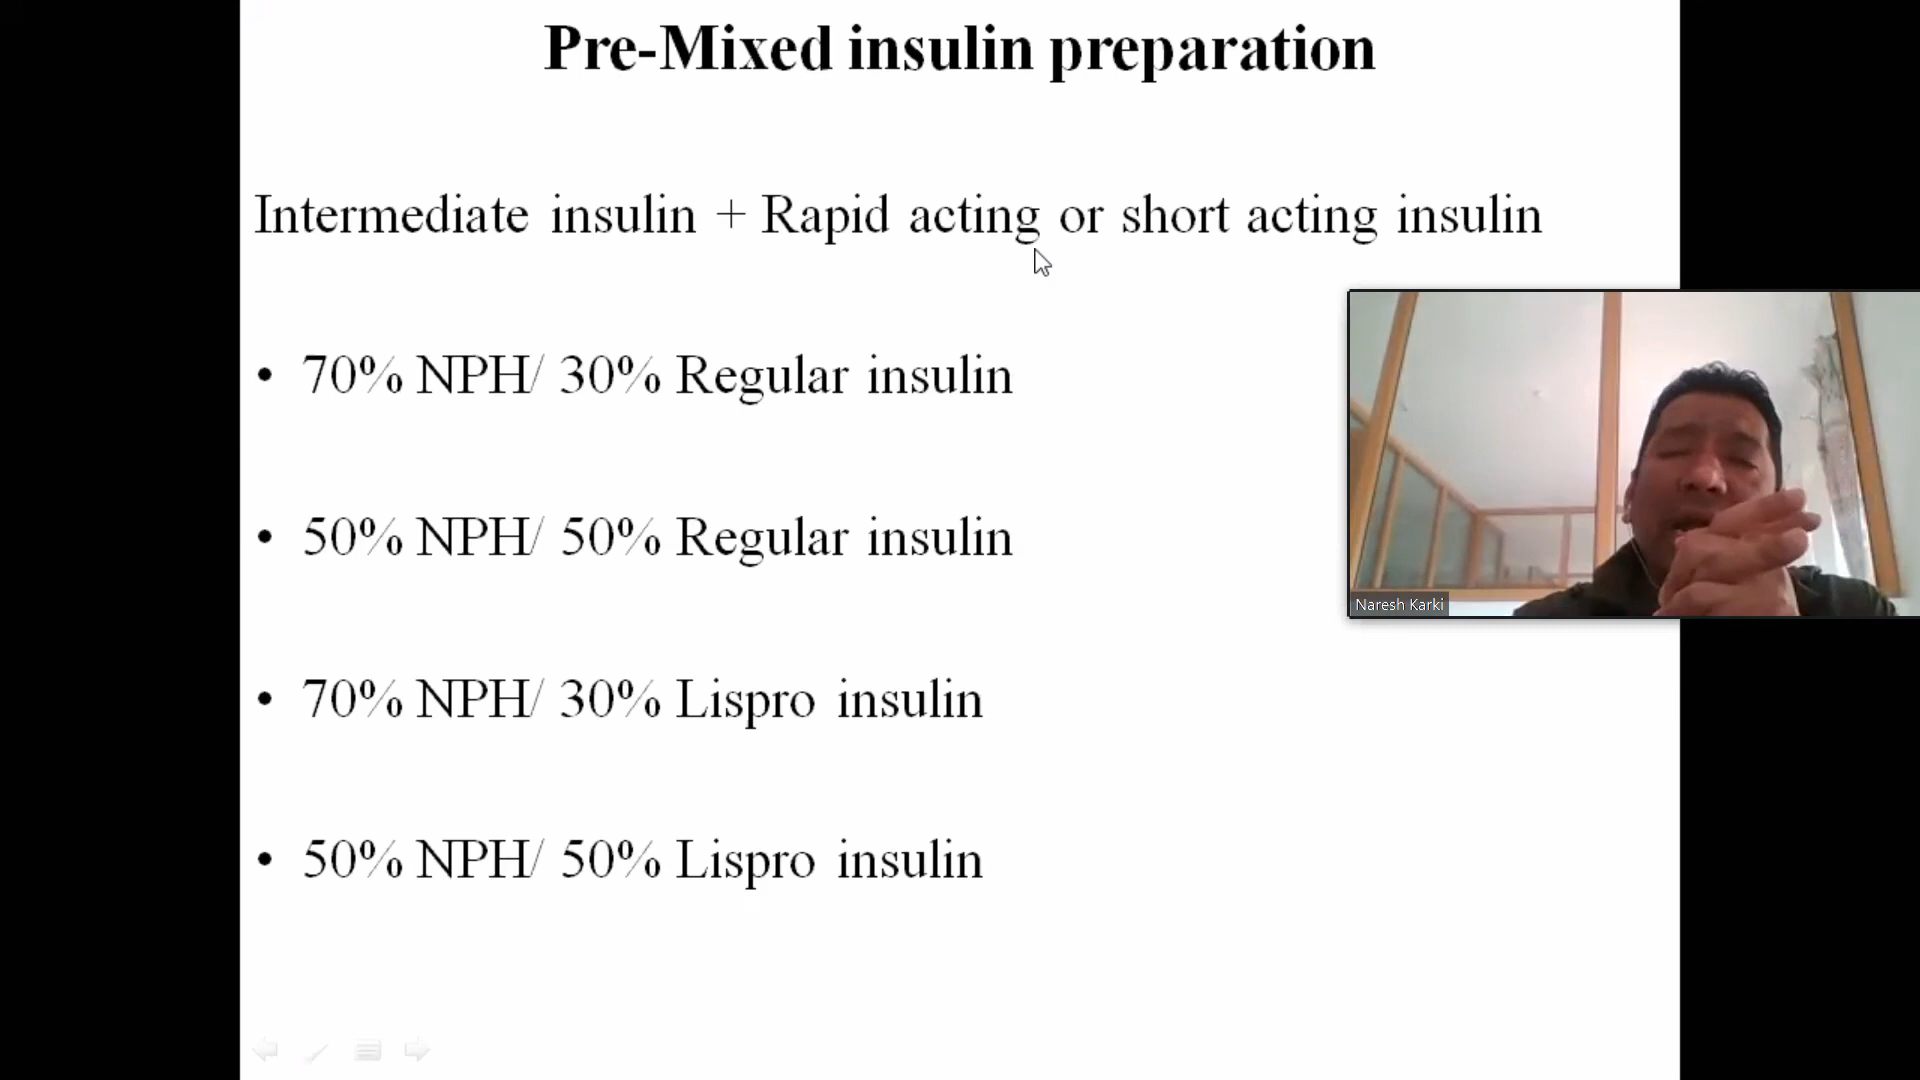 Pre-Mixed insulin preparation
Intermediate insulin + Rapid acting or short acting insulin
• 70% NPH/ 30% Regular insulin
• 50% NPH/ 50% Regular insulin
• 70% NPH/ 30% Lispro insulin
• 50% NPH/ 50% Lispro insulin
Naresh Karki